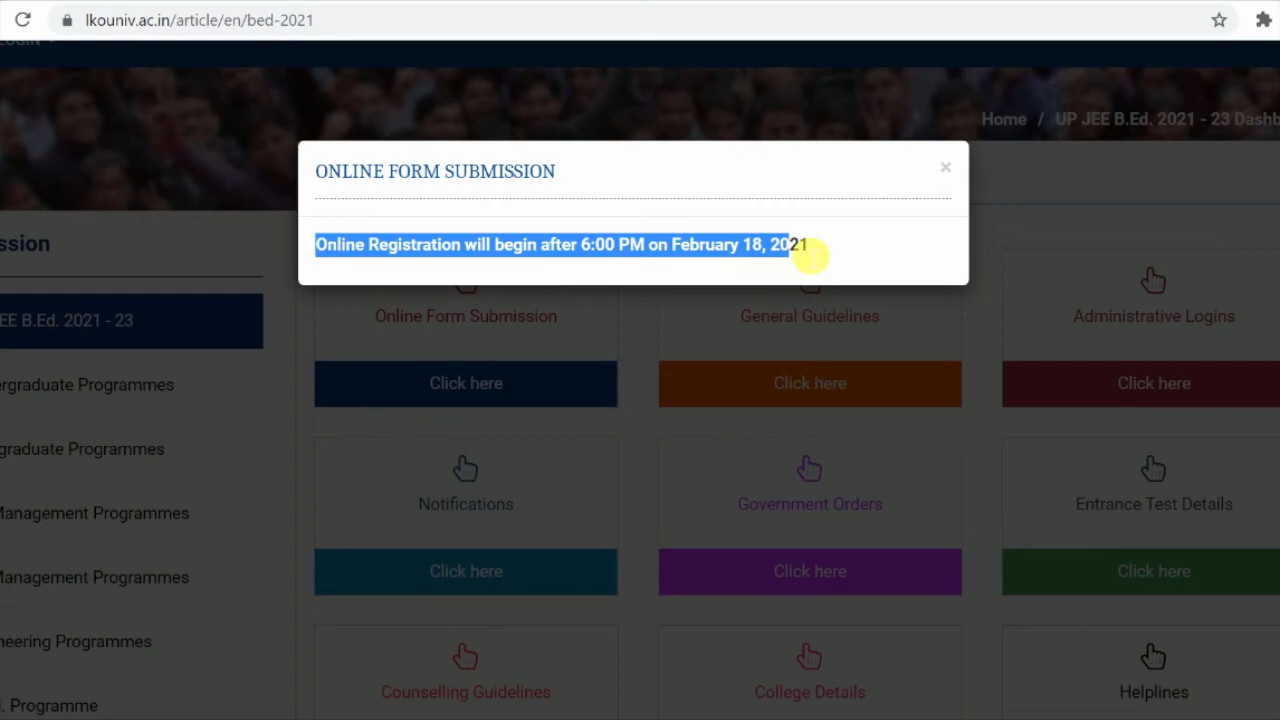 lkouniv.ac.in/article/en/bed-2021
Home / UP JEE B.Ed. 2021 - 23 Dashb
ONLINE FORM SUBMISSION
×
Online Registration will begin after 6:00 PM on February 18, 2021
ssion
EE B.Ed. 2021 - 23
ergraduate Programmes
graduate Programmes
Management Programmes
Management Programmes
neering Programmes
. Programme
Online Form Submission
Click here
General Guidelines
Click here
Administrative Logins
Click here
Notifications
Click here
Government Orders
Click here
Entrance Test Details
Click here
Counselling Guidelines
College Details
Helplines